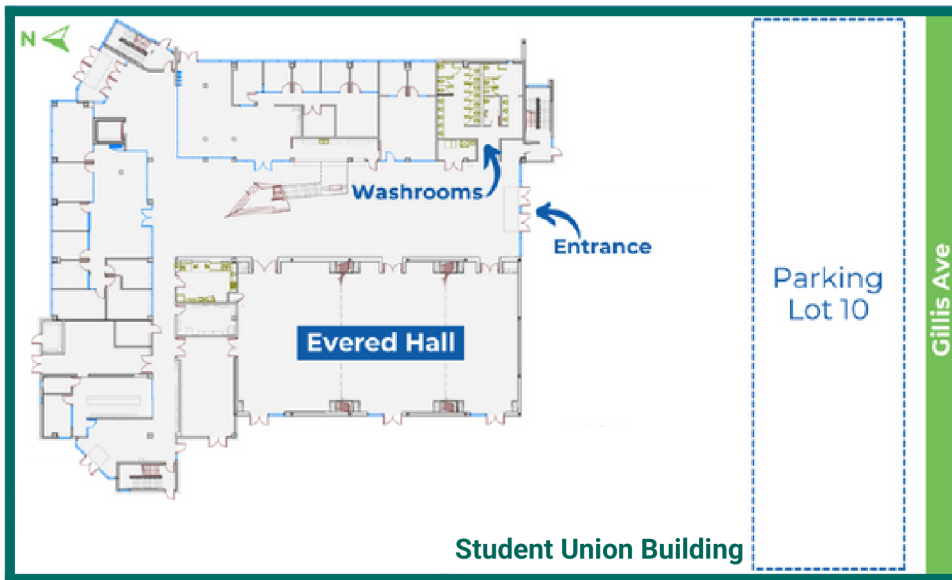 N
Washrooms
Entrance
Evered Hall
Parking
Lot 10
Gillis Ave
Student Union Building